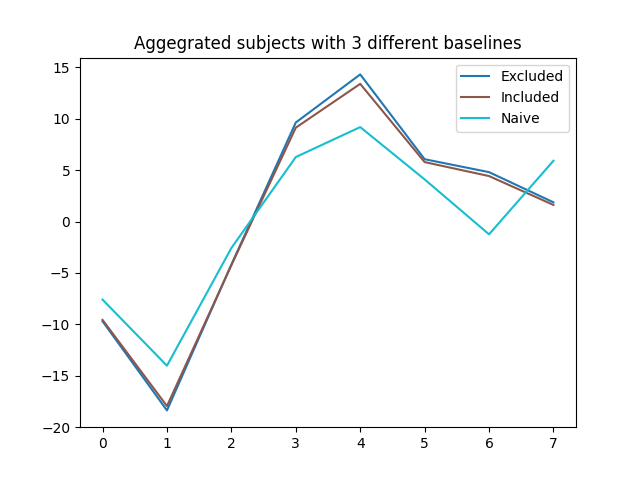 Aggegrated subjects with 3 different baselines
15
10
5
0
−5
−10
−15
−20
0 1 2 3 4 5 6 7
Excluded
Included
Naive